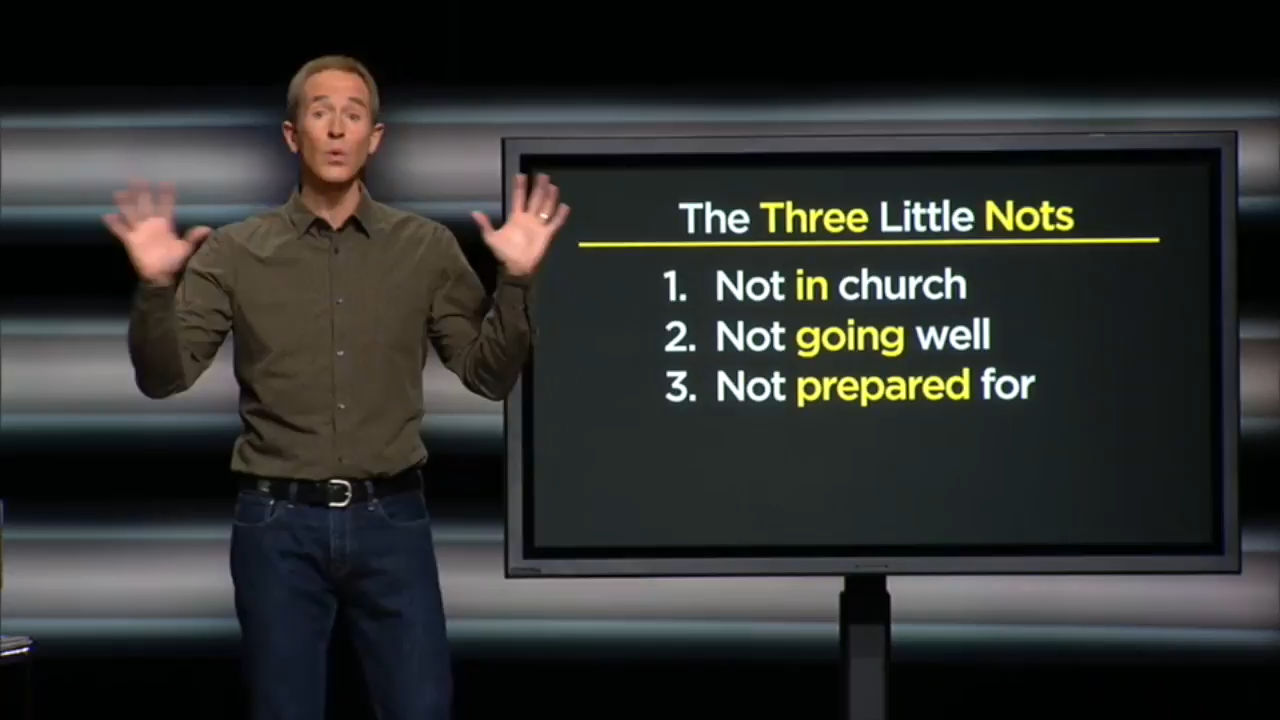 The Three Little Nots
1. Not in church
2. Not going well
3. Not prepared for